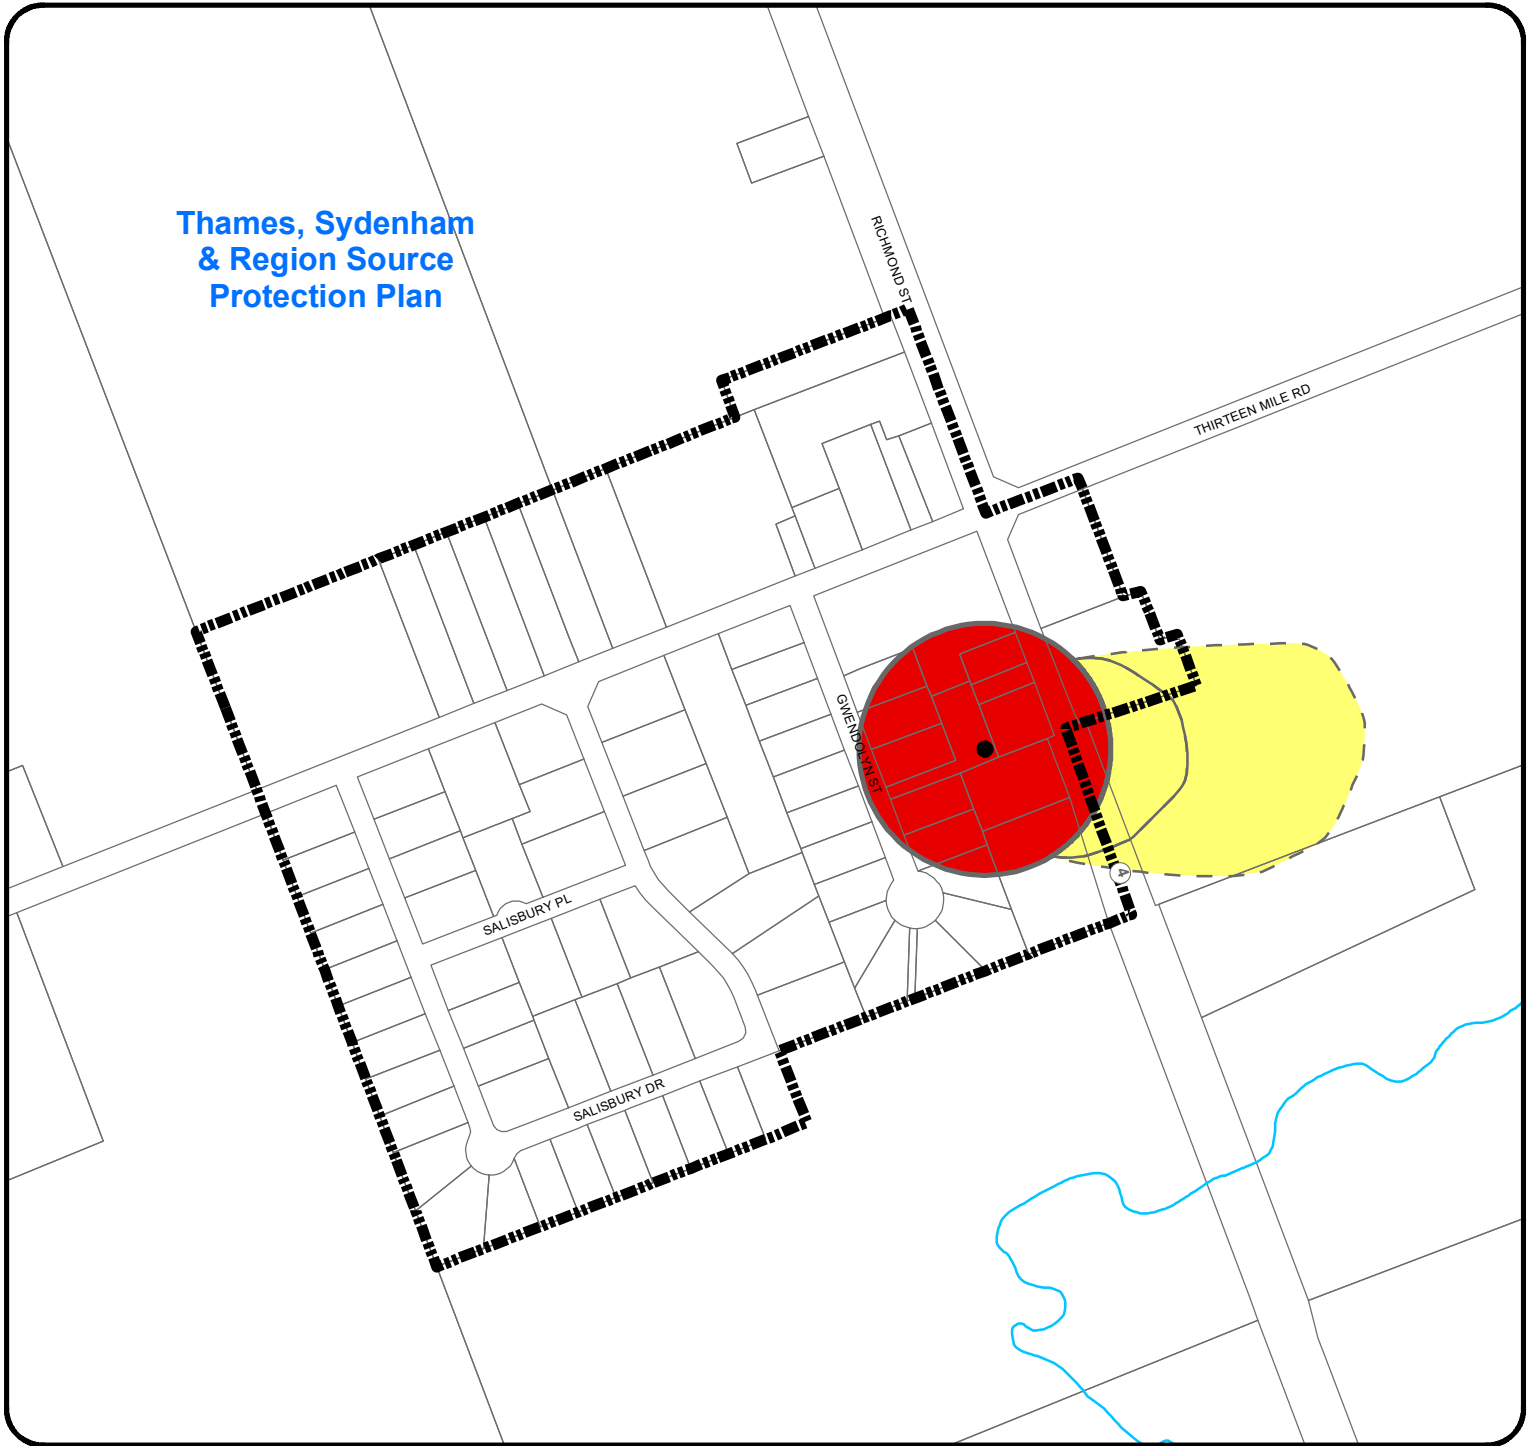 Thames, Sydenham
& Region Source
Protection Plan
RICHMOND ST
THIRTEEN MILE RD
GWENDOLYN ST
4
SALISBURY PL
SALISBURY DR